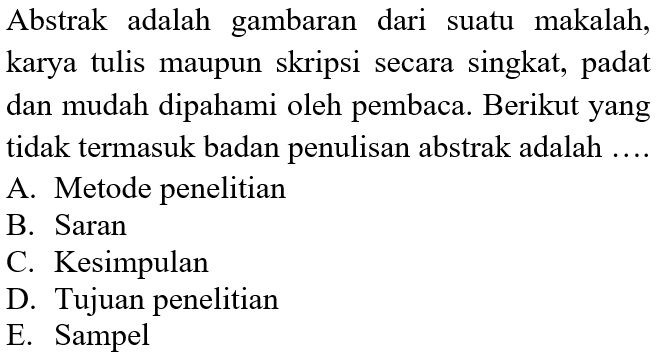 Abstrak adalah gambaran dari suatu makalah,
karya tulis maupun skripsi secara singkat, padat
dan mudah dipahami oleh pembaca. Berikut yang
tidak termasuk badan penulisan abstrak adalah ....
A. Metode penelitian
B. Saran
C. Kesimpulan
D. Tujuan penelitian
E. Sampel